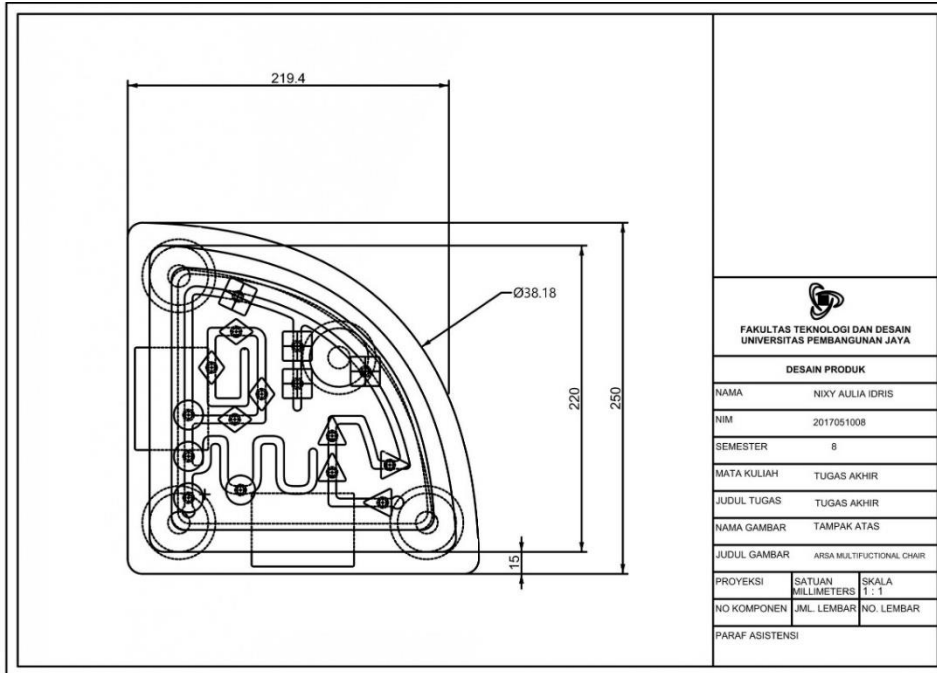 219.4
Ø38.18
220
250
15
FAKULTAS TEKNOLOGI DAN DESAIN
UNIVERSITAS PEMBANGUNAN JAYA
DESAIN PRODUK
NAMA NIXY AULIA IDRIS
NIM 2017051008
SEMESTER 8
MATA KULIAH TUGAS AKHIR
JUDUL TUGAS TUGAS AKHIR
NAMA GAMBAR TAMPAK ATAS
JUDUL GAMBAR ARSA MULTIFUCTIONAL CHAIR
PROYEKSI SATUAN MILLIMETERS SKALA 1 : 1
NO KOMPONEN JML. LEMBAR NO. LEMBAR
PARAF ASISTENSI